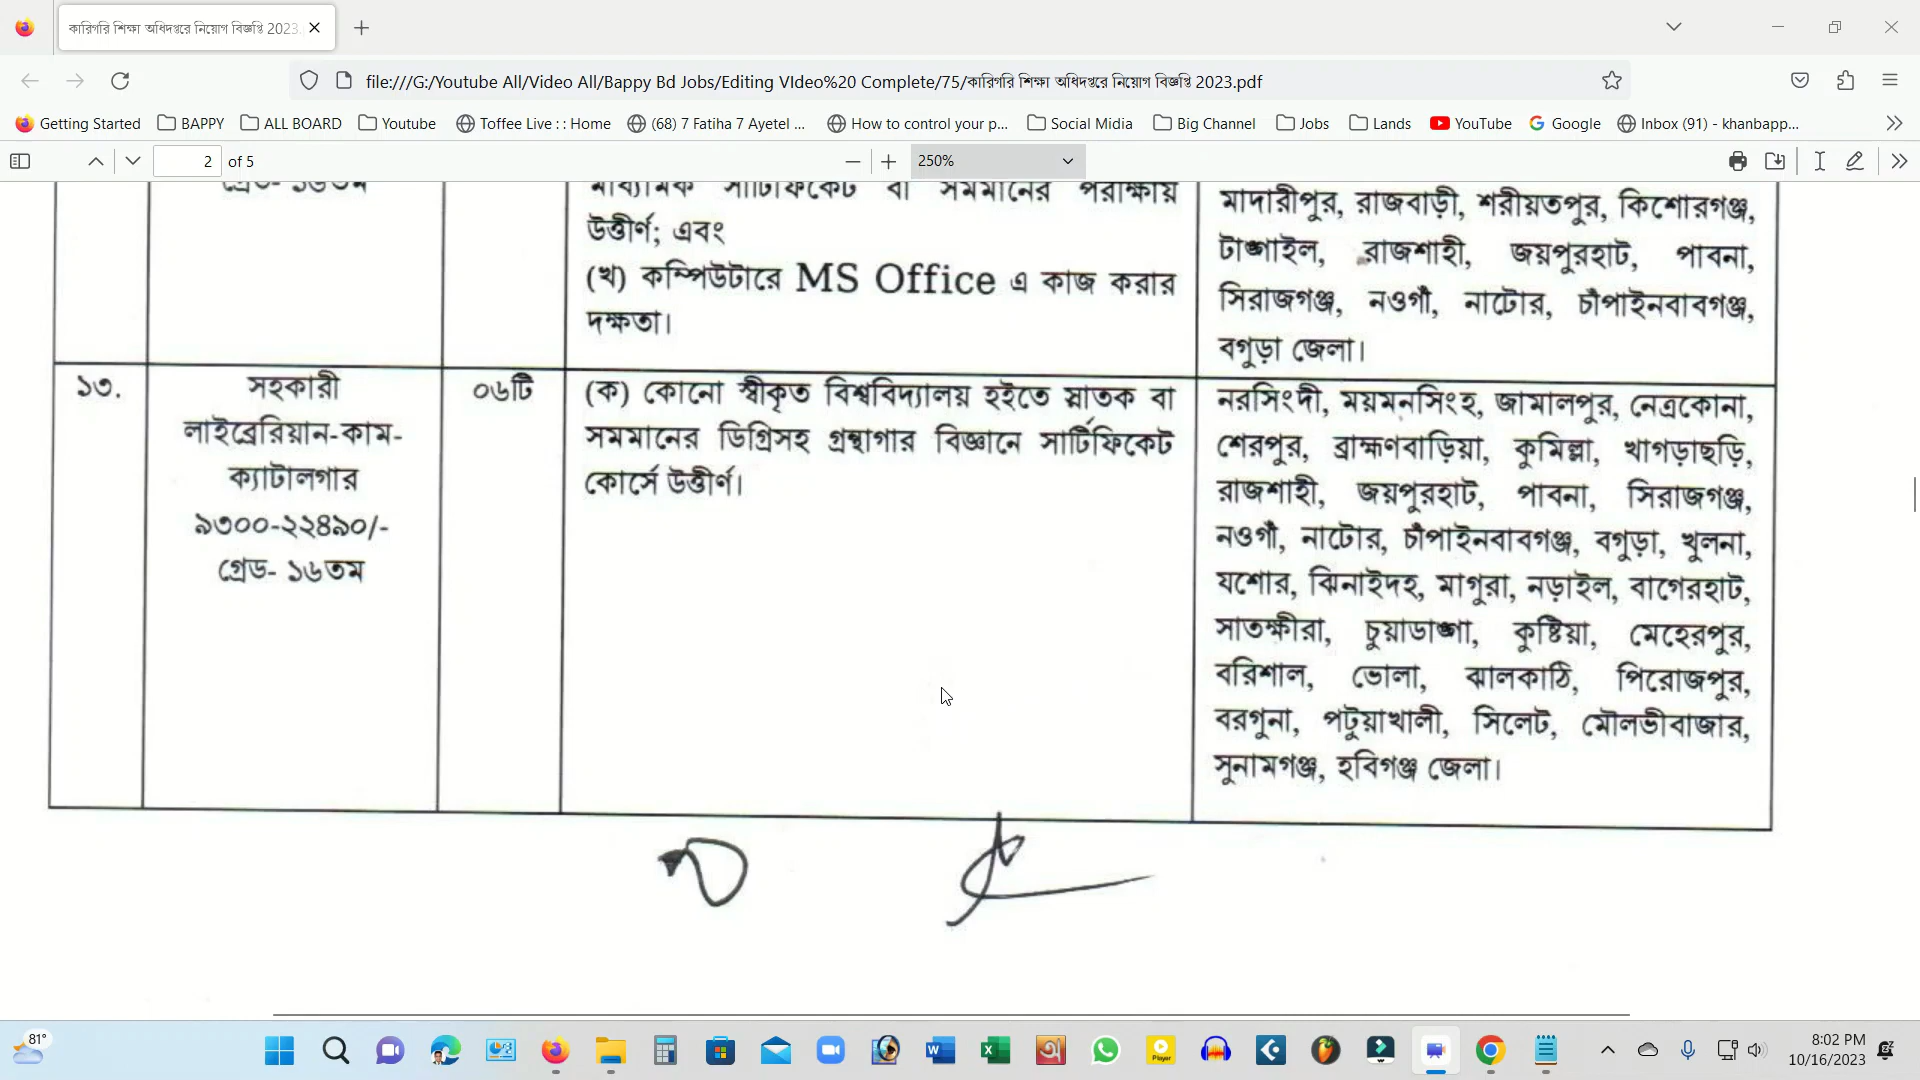 কারিগরি শিক্ষা অধিদপ্তরে নিয়োগ বিজ্ঞপ্তি 2023.
file:///G:/Youtube All/Video All/Bappy Bd Jobs/Editing VIdeo%20 Complete/75/কারিগরি শিক্ষা অধিদপ্তরে নিয়োগ বিজ্ঞপ্তি 2023.pdf
Getting Started BAPPY ALL BOARD Youtube Toffee Live : : Home (68) 7 Fatiha 7 Ayetel ... How to control your p... Social Midia Big Channel Jobs Lands YouTube Google Inbox (91) - khanbapp...
2 of 5 250%
গ্রেড- ১৬তম
মাধ্যমিক সার্টিফিকেট বা সমমানের পরীক্ষায়
উত্তীর্ণ; এবং
(খ) কম্পিউটারে MS Office এ কাজ করার
দক্ষতা।
মাদারীপুর, রাজবাড়ী, শরীয়তপুর, কিশোরগঞ্জ,
টাঙ্গাইল, রাজশাহী, জয়পুরহাট, পাবনা,
সিরাজগঞ্জ, নওগাঁ, নাটোর, চাঁপাইনবাবগঞ্জ,
বগুড়া জেলা।
১৩.
সহকারী
লাইব্রেরিয়ান-কাম-
ক্যাটালগার
৯৩০০-২২৪৯০/-
গ্রেড- ১৬তম
০৬টি
(ক) কোনো স্বীকৃত বিশ্ববিদ্যালয় হইতে স্নাতক বা
সমমানের ডিগ্রিসহ গ্রন্থাগার বিজ্ঞানে সার্টিফিকেট
কোর্সে উত্তীর্ণ।
নরসিংদী, ময়মনসিংহ, জামালপুর, নেত্রকোনা,
শেরপুর, ব্রাহ্মণবাড়িয়া, কুমিল্লা, খাগড়াছড়ি,
রাজশাহী, জয়পুরহাট, পাবনা, সিরাজগঞ্জ,
নওগাঁ, নাটোর, চাঁপাইনবাবগঞ্জ, বগুড়া, খুলনা,
যশোর, ঝিনাইদহ, মাগুরা, নড়াইল, বাগেরহাট,
সাতক্ষীরা, চুয়াডাঙ্গা, কুষ্টিয়া, মেহেরপুর,
বরিশাল, ভোলা, ঝালকাঠি, পিরোজপুর,
বরগুনা, পটুয়াখালী, সিলেট, মৌলভীবাজার,
সুনামগঞ্জ, হবিগঞ্জ জেলা।
81°
Player
8:02 PM
10/16/2023